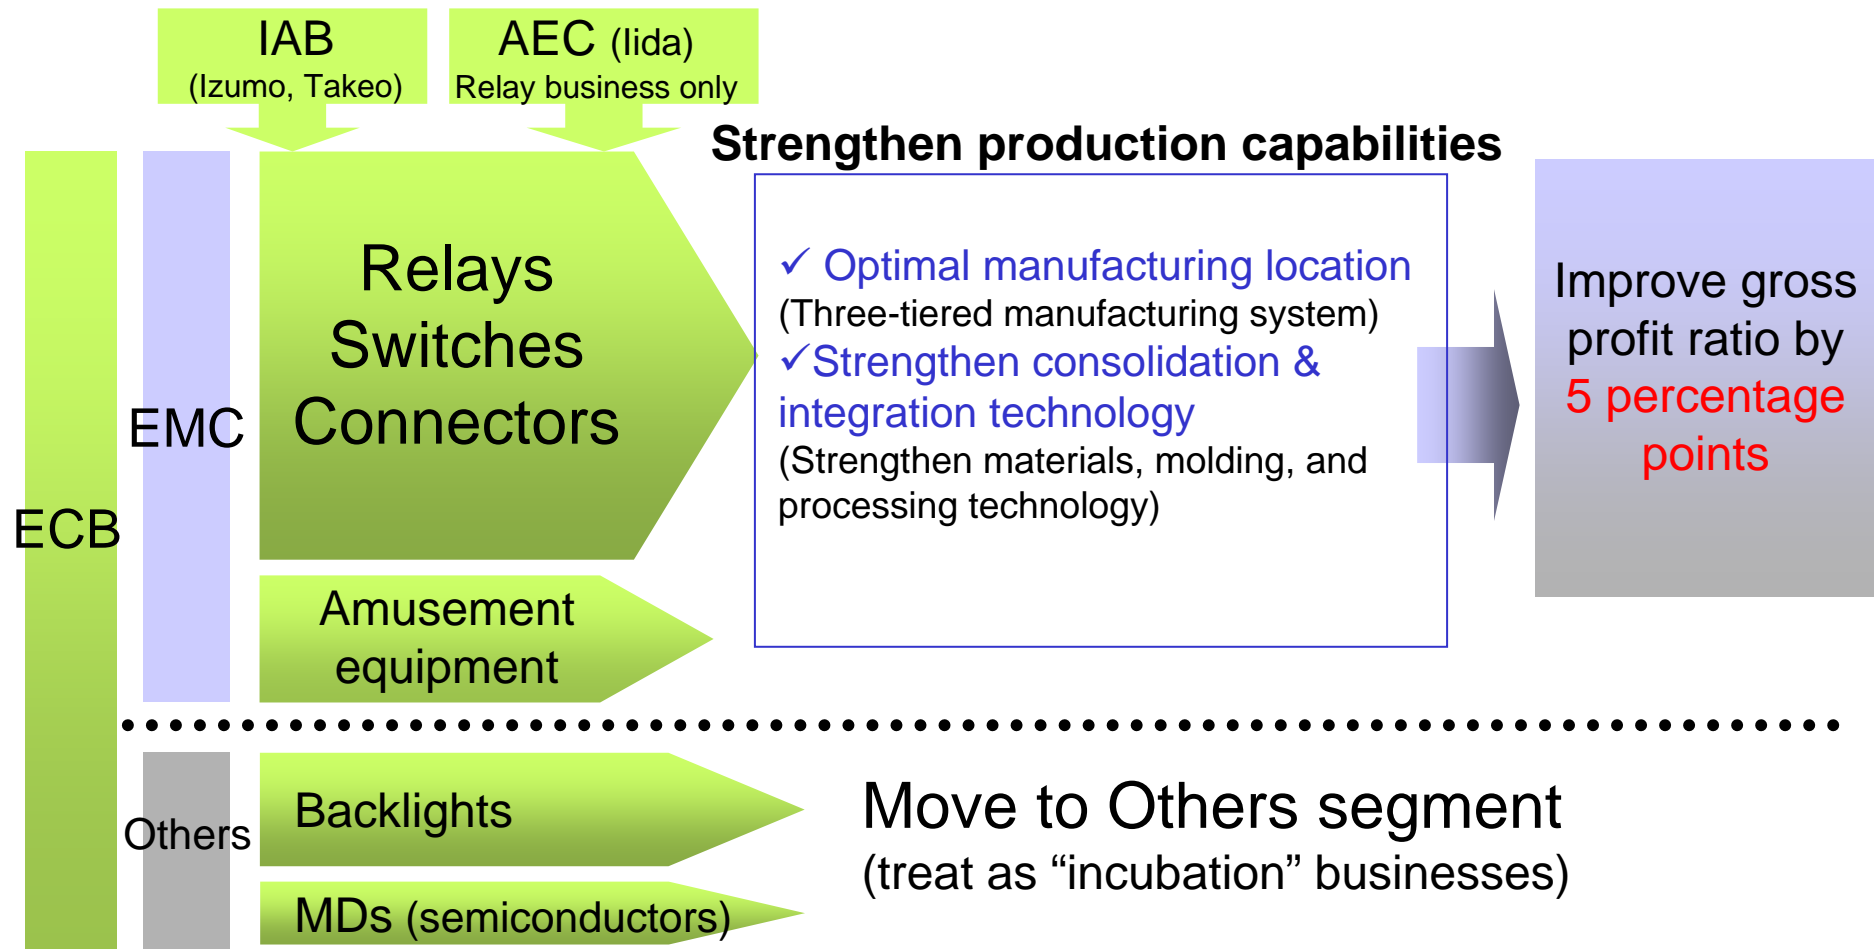 IAB
(Izumo, Takeo)
AEC (Iida)
Relay business only
Strengthen production capabilities
ECB
EMC
Relays
Switches
Connectors
✓ Optimal manufacturing location
(Three-tiered manufacturing system)
✓Strengthen consolidation &
integration technology
(Strengthen materials, molding, and
processing technology)
Improve gross
profit ratio by
5 percentage
points
Amusement
equipment
Others
Backlights
MDs (semiconductors)
Move to Others segment
(treat as “incubation” businesses)